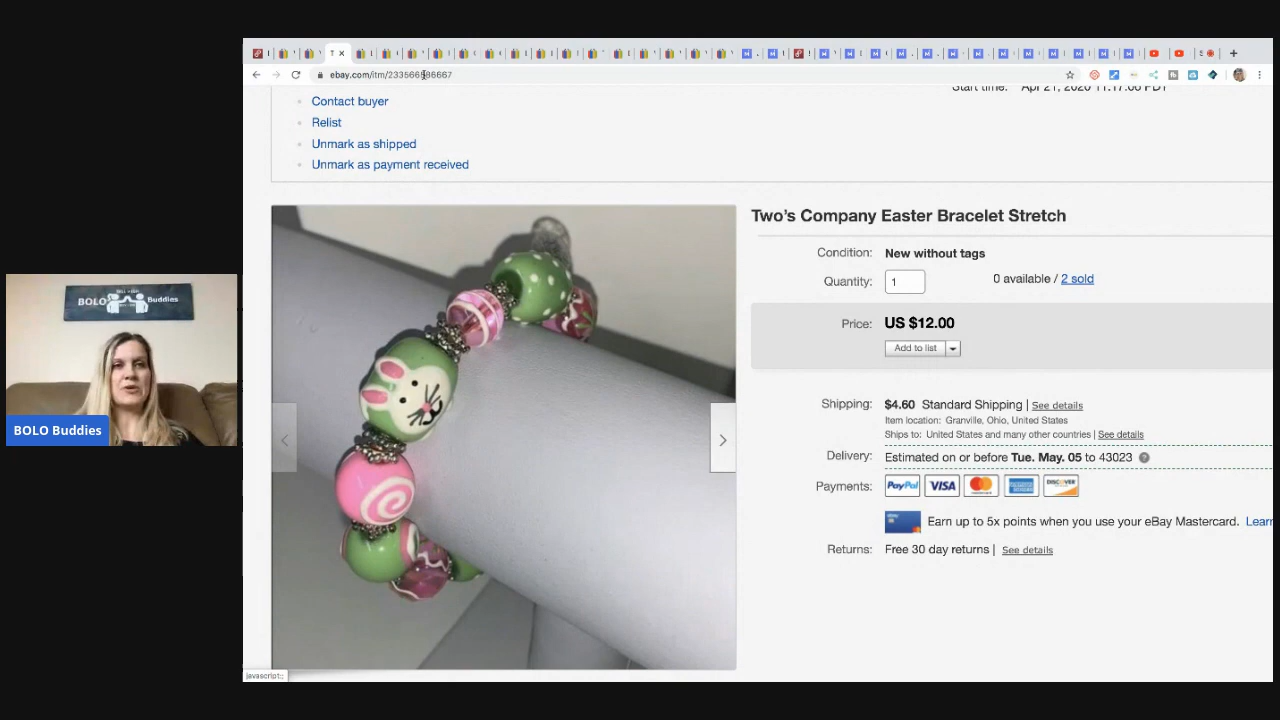 ebay.com/itm/233566586667
Start time: Apr 21, 2020 11:17:06 PDT
Contact buyer
Relist
Unmark as shipped
Unmark as payment received
Two's Company Easter Bracelet Stretch
Condition: New without tags
Quantity: 1 0 available / 2 sold
Price: US $12.00
Add to list
Shipping: $4.60 Standard Shipping | See details
Item location: Granville, Ohio, United States
Ships to: United States and many other countries | See details
Delivery: Estimated on or before Tue. May. 05 to 43023
Payments: PayPal VISA mastercard DISCOVER
Earn up to 5x points when you use your eBay Mastercard. Learn
Returns: Free 30 day returns | See details
BOLO Buddies
BOLO Buddies
javascript:;